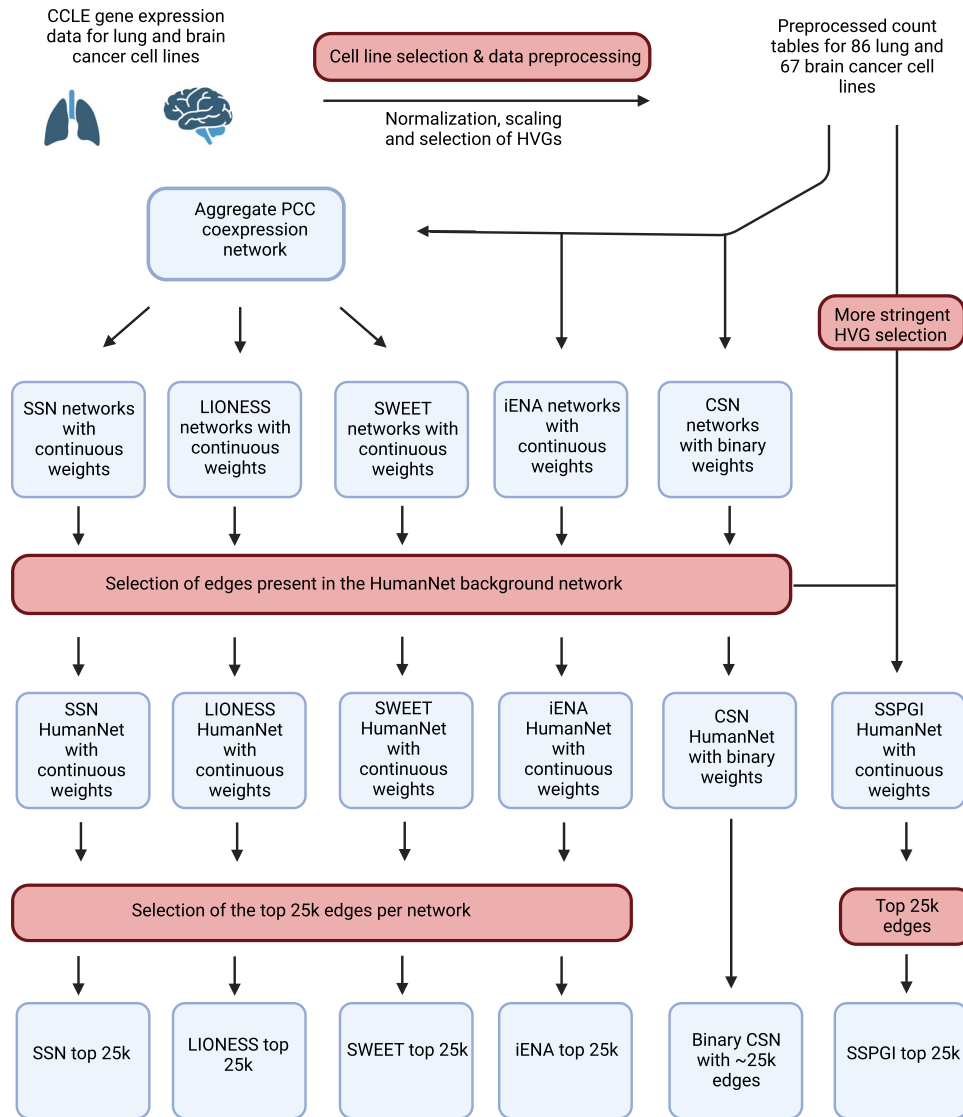 CCLE gene expression
data for lung and brain
cancer cell lines
Cell line selection & data preprocessing
Normalization, scaling
and selection of HVGs
Preprocessed count
tables for 86 lung and
67 brain cancer cell
lines
Aggregate PCC
coexpression
network
More stringent
HVG selection
SSN networks
with
continuous
weights
LIONESS
networks with
continuous
weights
SWEET
networks with
continuous
weights
iENA networks
with
continuous
weights
CSN
networks
with binary
weights
Selection of edges present in the HumanNet background network
SSN
HumanNet
with
continuous
weights
LIONESS
HumanNet
with
continuous
weights
SWEET
HumanNet
with
continuous
weights
iENA
HumanNet
with
continuous
weights
CSN
HumanNet
with binary
weights
SSPGI
HumanNet
with
continuous
weights
Selection of the top 25k edges per network
Top 25k
edges
SSN top 25k
LIONESS top
25k
SWEET top 25k
iENA top 25k
Binary CSN
with ~25k
edges
SSPGI top 25k